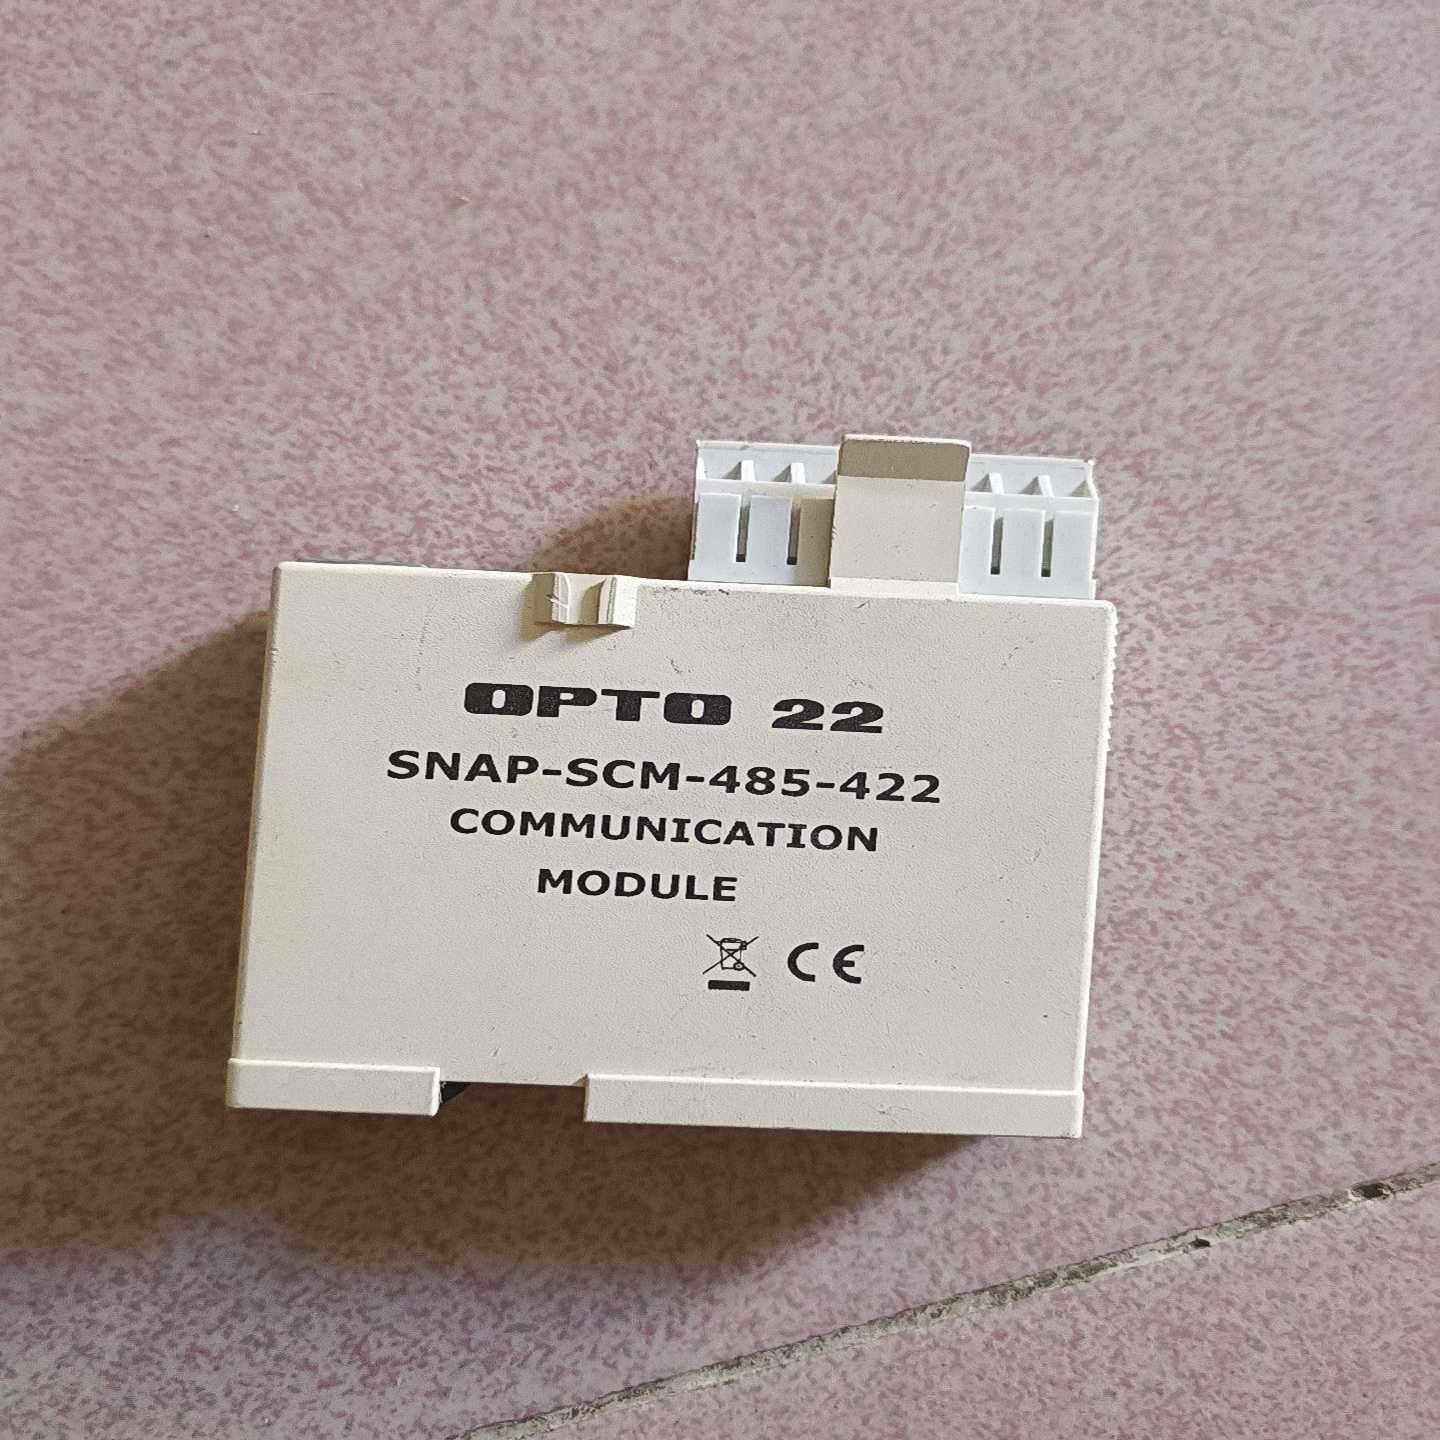 OPTO 22
SNAP-SCM-485-422
COMMUNICATION
MODULE
CE